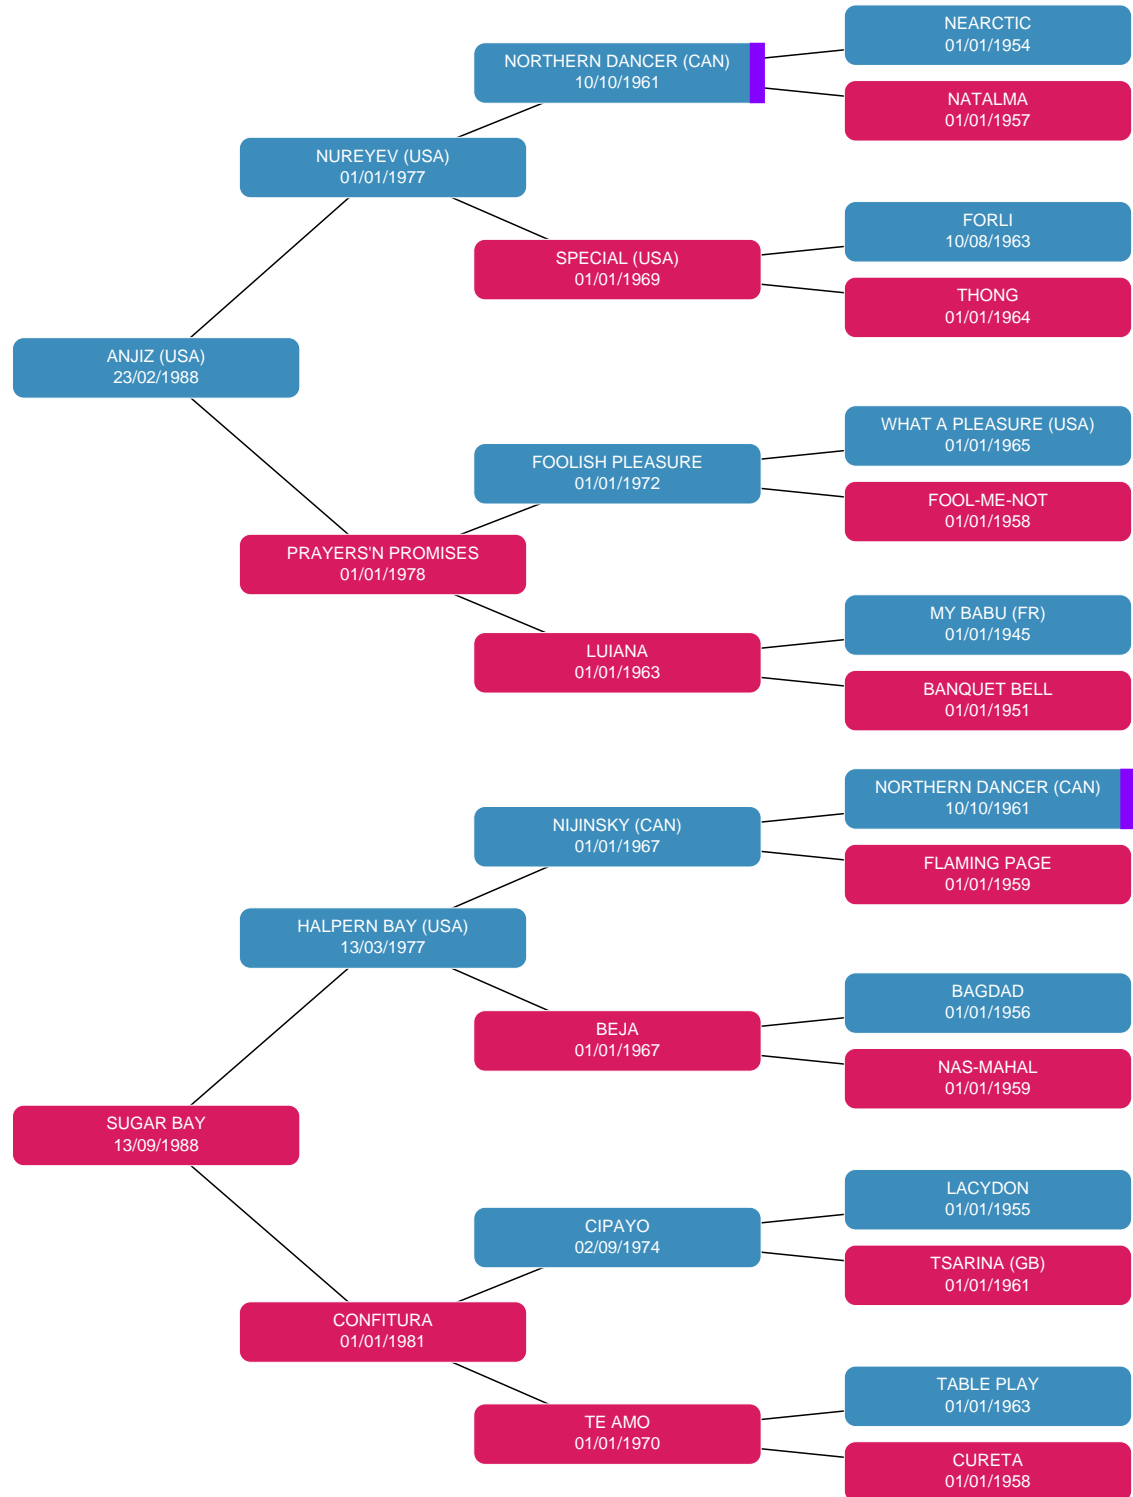 NEARCTIC
01/01/1954
NORTHERN DANCER (CAN)
10/10/1961
NATALMA
01/01/1957
NUREYEV (USA)
01/01/1977
FORLI
10/08/1963
SPECIAL (USA)
01/01/1969
THONG
01/01/1964
ANJIZ (USA)
23/02/1988
WHAT A PLEASURE (USA)
01/01/1965
FOOLISH PLEASURE
01/01/1972
FOOL-ME-NOT
01/01/1958
PRAYERS'N PROMISES
01/01/1978
MY BABU (FR)
01/01/1945
LUIANA
01/01/1963
BANQUET BELL
01/01/1951
NORTHERN DANCER (CAN)
10/10/1961
NIJINSKY (CAN)
01/01/1967
FLAMING PAGE
01/01/1959
HALPERN BAY (USA)
13/03/1977
BAGDAD
01/01/1956
BEJA
01/01/1967
NAS-MAHAL
01/01/1959
SUGAR BAY
13/09/1988
LACYDON
01/01/1955
CIPAYO
02/09/1974
TSARINA (GB)
01/01/1961
CONFITURA
01/01/1981
TABLE PLAY
01/01/1963
TE AMO
01/01/1970
CURETA
01/01/1958